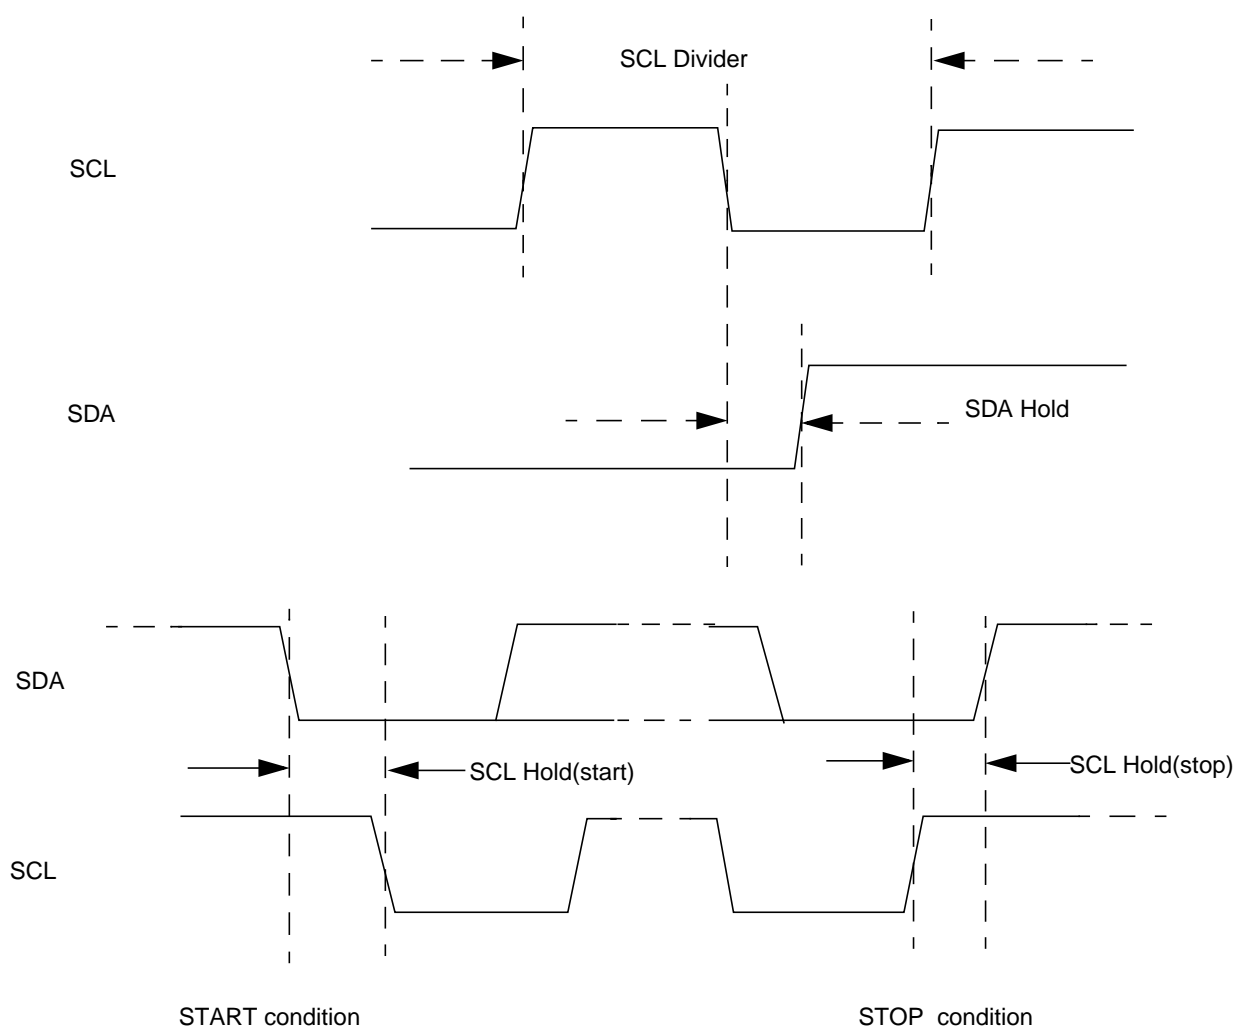 SCL Divider
SCL
SDA
SDA Hold
SDA
SCL Hold(start)
SCL Hold(stop)
SCL
START condition
STOP condition